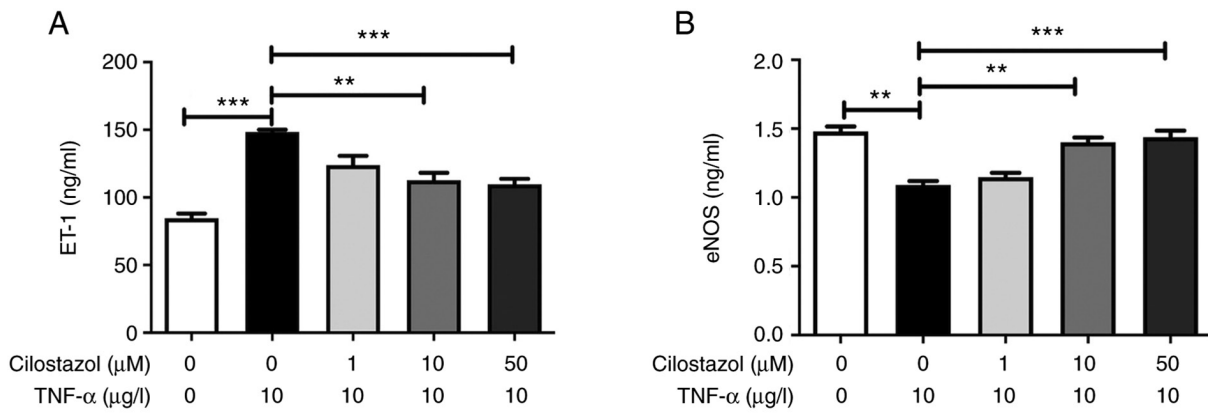 A
ET-1 (ng/ml)
200
150
100
50
0
***
**
***
Cilostazol (μM) 0 0 1 10 50
TNF-α (μg/l) 0 10 10 10 10
B
eNOS (ng/ml)
2.0
1.5
1.0
0.5
0.0
***
**
**
Cilostazol (μM) 0 0 1 10 50
TNF-α (μg/l) 0 10 10 10 10